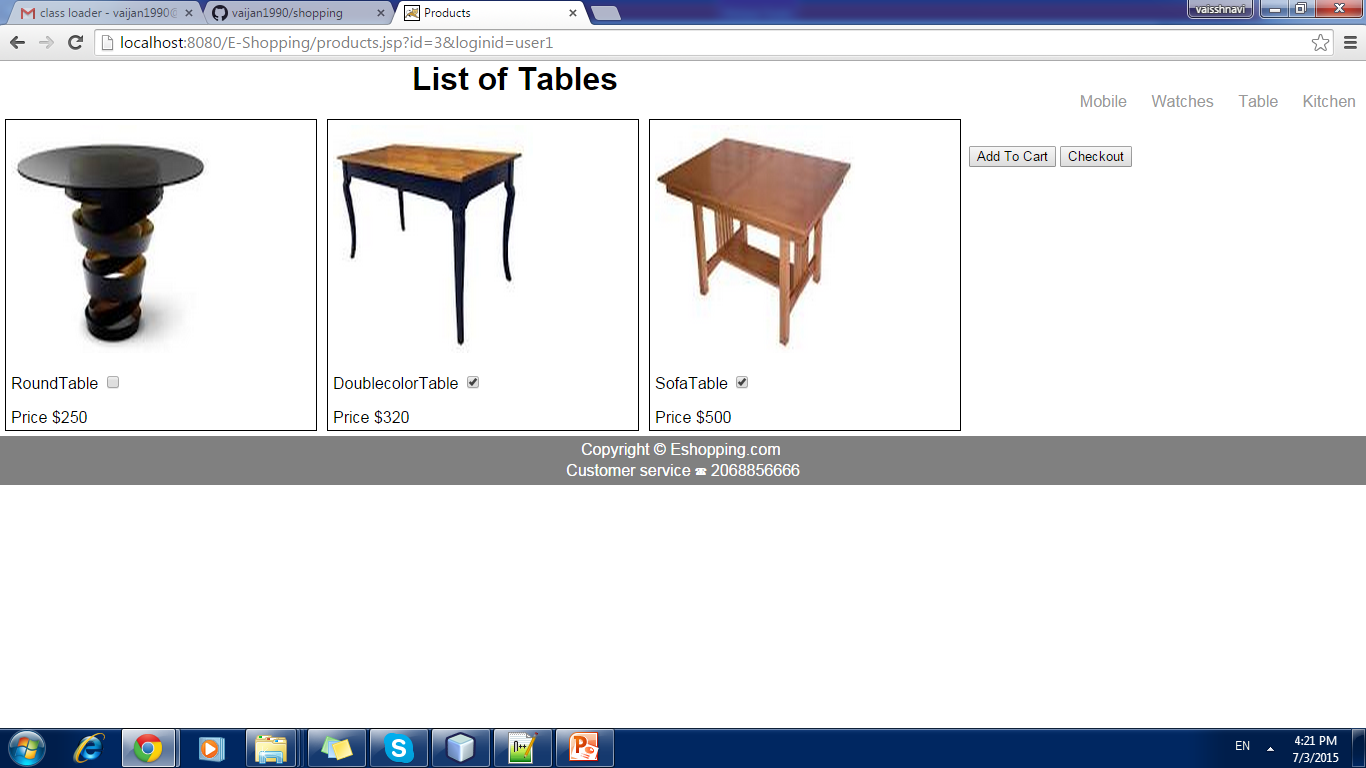 class loader - vaijan1990@
vaijan1990/shopping
Products
vaisshnavi
localhost:8080/E-Shopping/products.jsp?id=3&loginid=user1
List of Tables
Mobile Watches Table Kitchen
Add To Cart Checkout
RoundTable DoublecolorTable SofaTable
Price $250 Price $320 Price $500
Copyright © Eshopping.com
Customer service ☎ 2068856666
EN
4:21 PM
7/3/2015